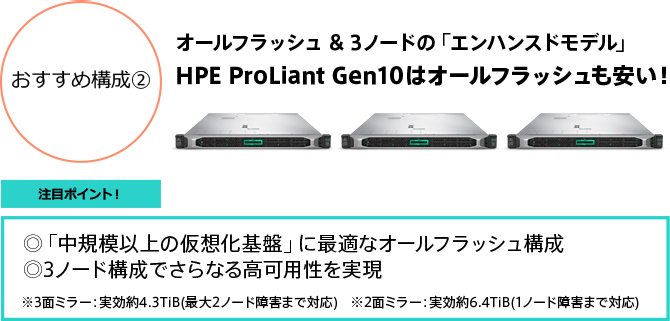 おすすめ構成②
オールフラッシュ & 3ノードの「エンハンスドモデル」
HPE ProLiant Gen10はオールフラッシュも安い！
注目ポイント！
◎「中規模以上の仮想化基盤」に最適なオールフラッシュ構成
◎3ノード構成でさらなる高可用性を実現
※3面ミラー：実効約4.3TiB(最大2ノード障害まで対応)　※2面ミラー：実効約6.4TiB(1ノード障害まで対応)